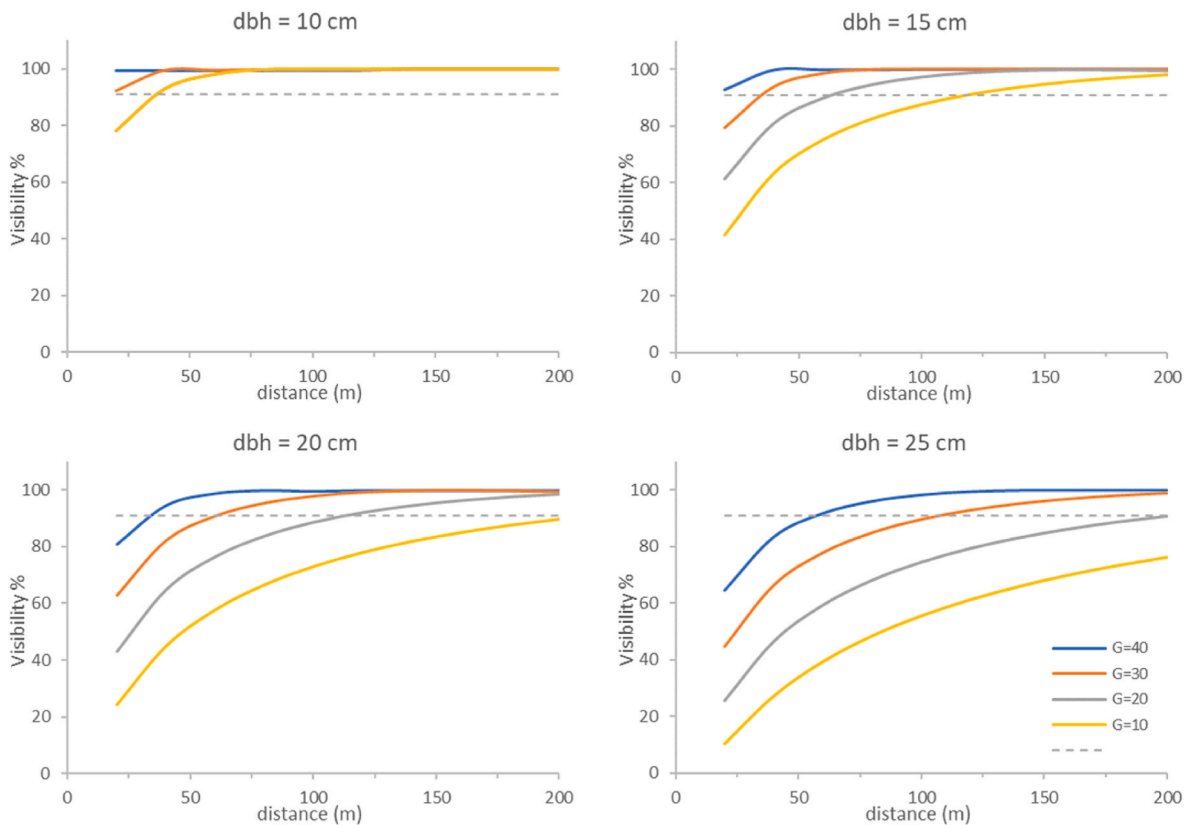 dbh = 10 cm
100
80
60
40
20
0
Visibility %
0 50 100 150 200
distance (m)
dbh = 15 cm
100
80
60
40
20
0
Visibility %
0 50 100 150 200
distance (m)
dbh = 20 cm
100
80
60
40
20
0
Visibility %
0 50 100 150 200
distance (m)
dbh = 25 cm
100
80
60
40
20
0
Visibility %
G=40
G=30
G=20
G=10
0 50 100 150 200
distance (m)